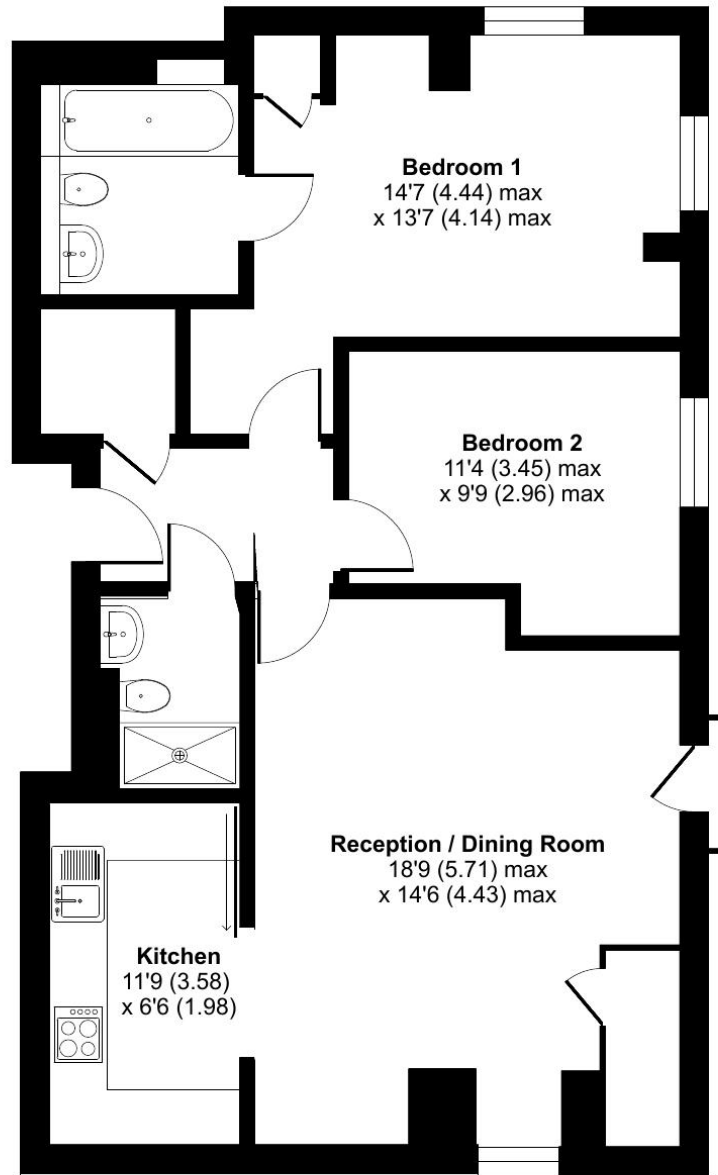 Bedroom 1
14'7 (4.44) max
x 13'7 (4.14) max
Bedroom 2
11'4 (3.45) max
x 9'9 (2.96) max
Reception / Dining Room
18'9 (5.71) max
x 14'6 (4.43) max
Kitchen
11'9 (3.58)
x 6'6 (1.98)